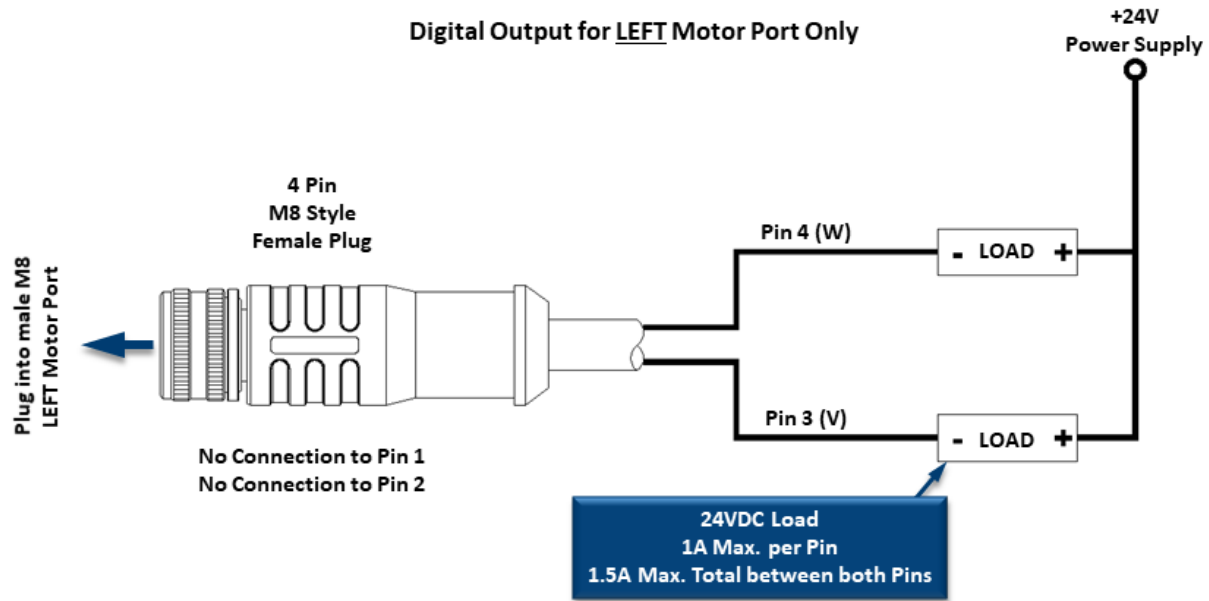 Digital Output for LEFT Motor Port Only
+24V
Power Supply
4 Pin
M8 Style
Female Plug
Plug into male M8
LEFT Motor Port
Pin 4 (W)
- LOAD +
Pin 3 (V)
- LOAD +
No Connection to Pin 1
No Connection to Pin 2
24VDC Load
1A Max. per Pin
1.5A Max. Total between both Pins